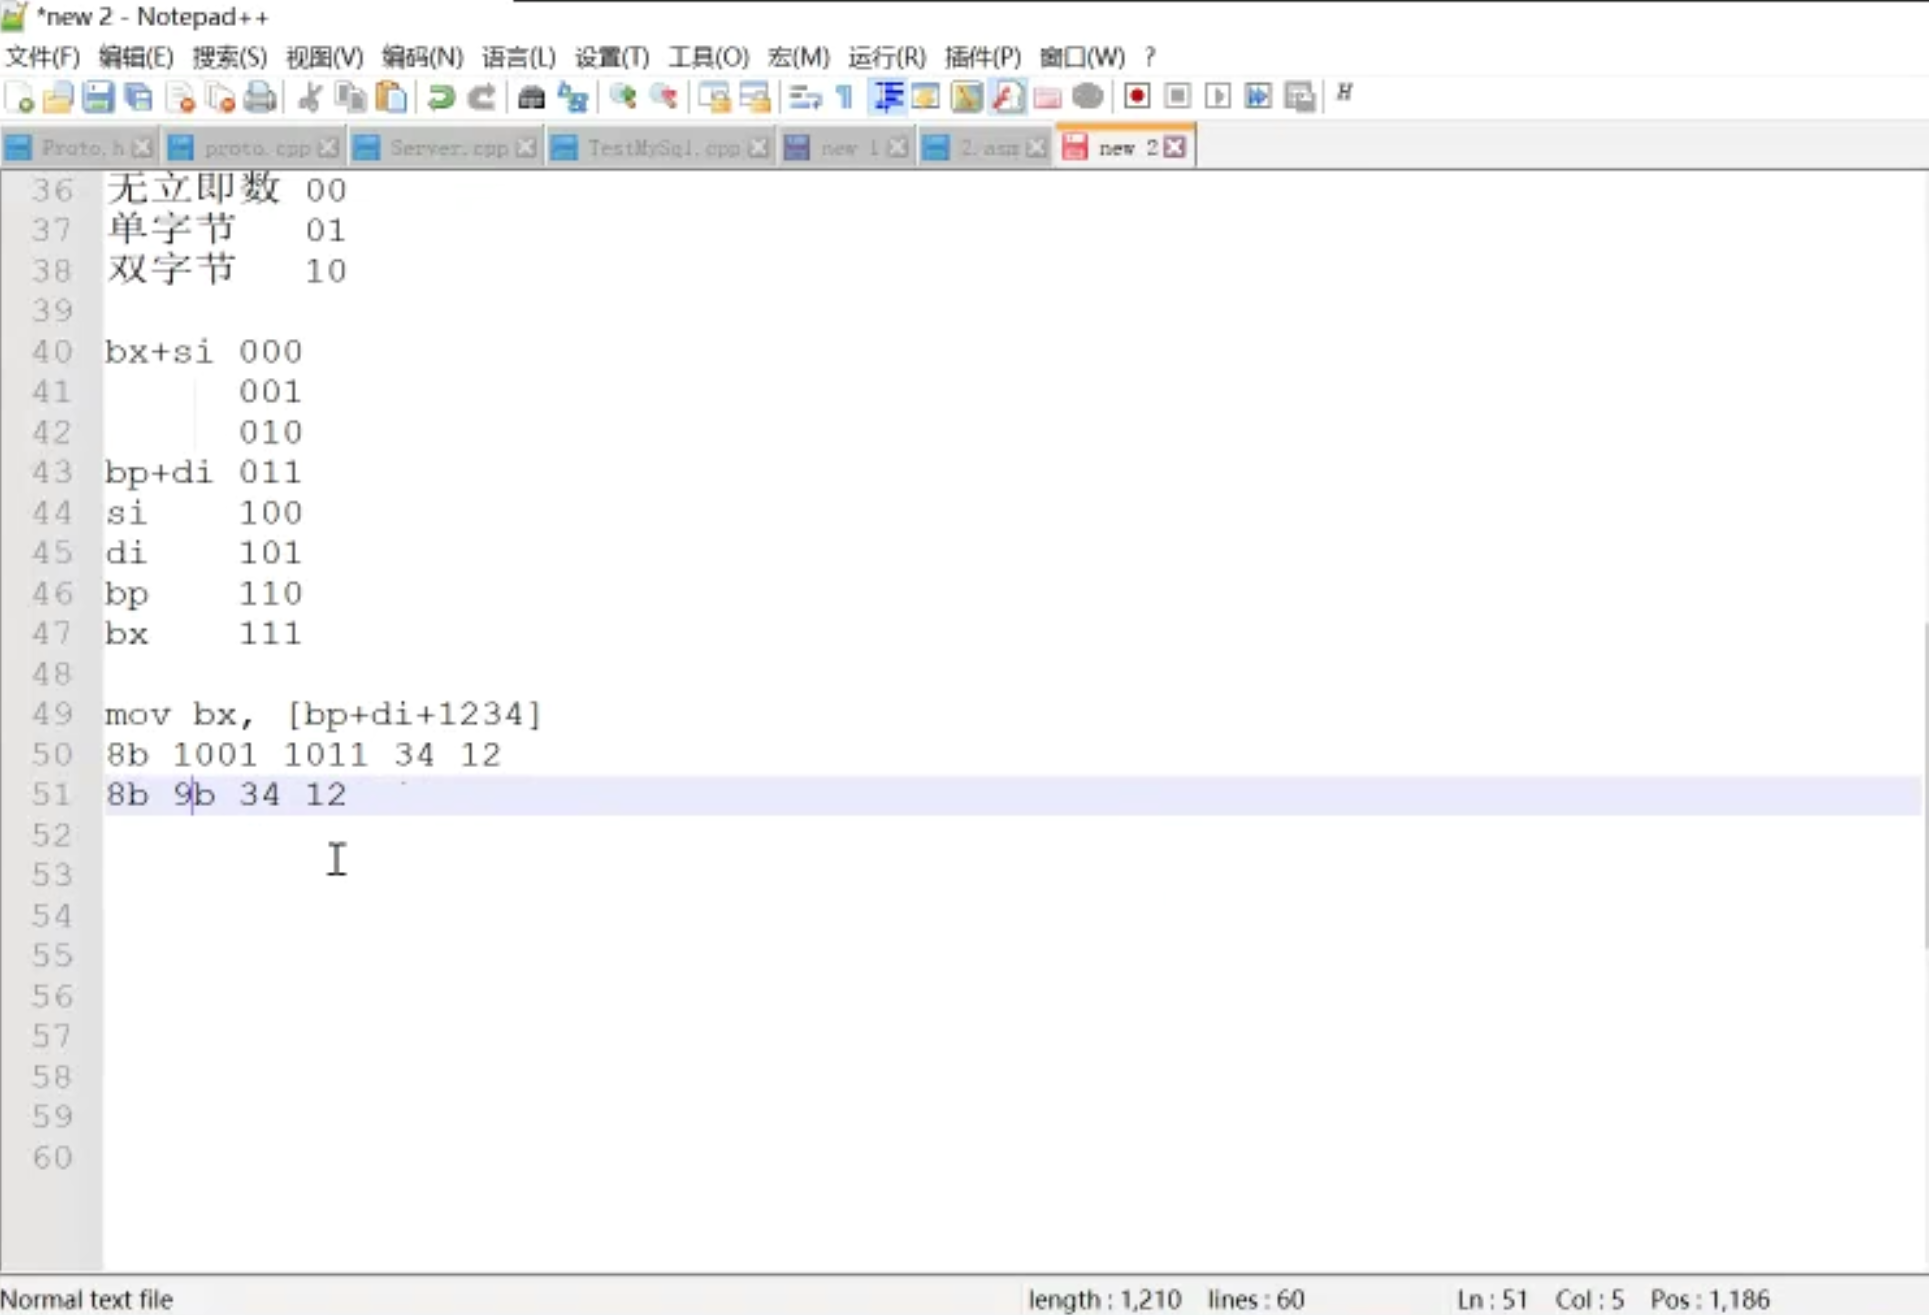 *new 2 - Notepad++
文件(F) 编辑(E) 搜索(S) 视图(V) 编码(N) 语言(L) 设置(T) 工具(O) 宏(M) 运行(R) 插件(P) 窗口(W) ?
Proto.h proto.cpp Server.cpp TestMySql.cpp new 1 2.asm new 2
36 无立即数 00
37 单字节 01
38 双字节 10
39
40 bx+si 000
41 001
42 010
43 bp+di 011
44 si 100
45 di 101
46 bp 110
47 bx 111
48
49 mov bx, [bp+di+1234]
50 8b 1001 1011 34 12
51 8b 9b 34 12
52
53
54
55
56
57
58
59
60
Normal text file length : 1,210 lines : 60 Ln : 51 Col : 5 Pos : 1,186